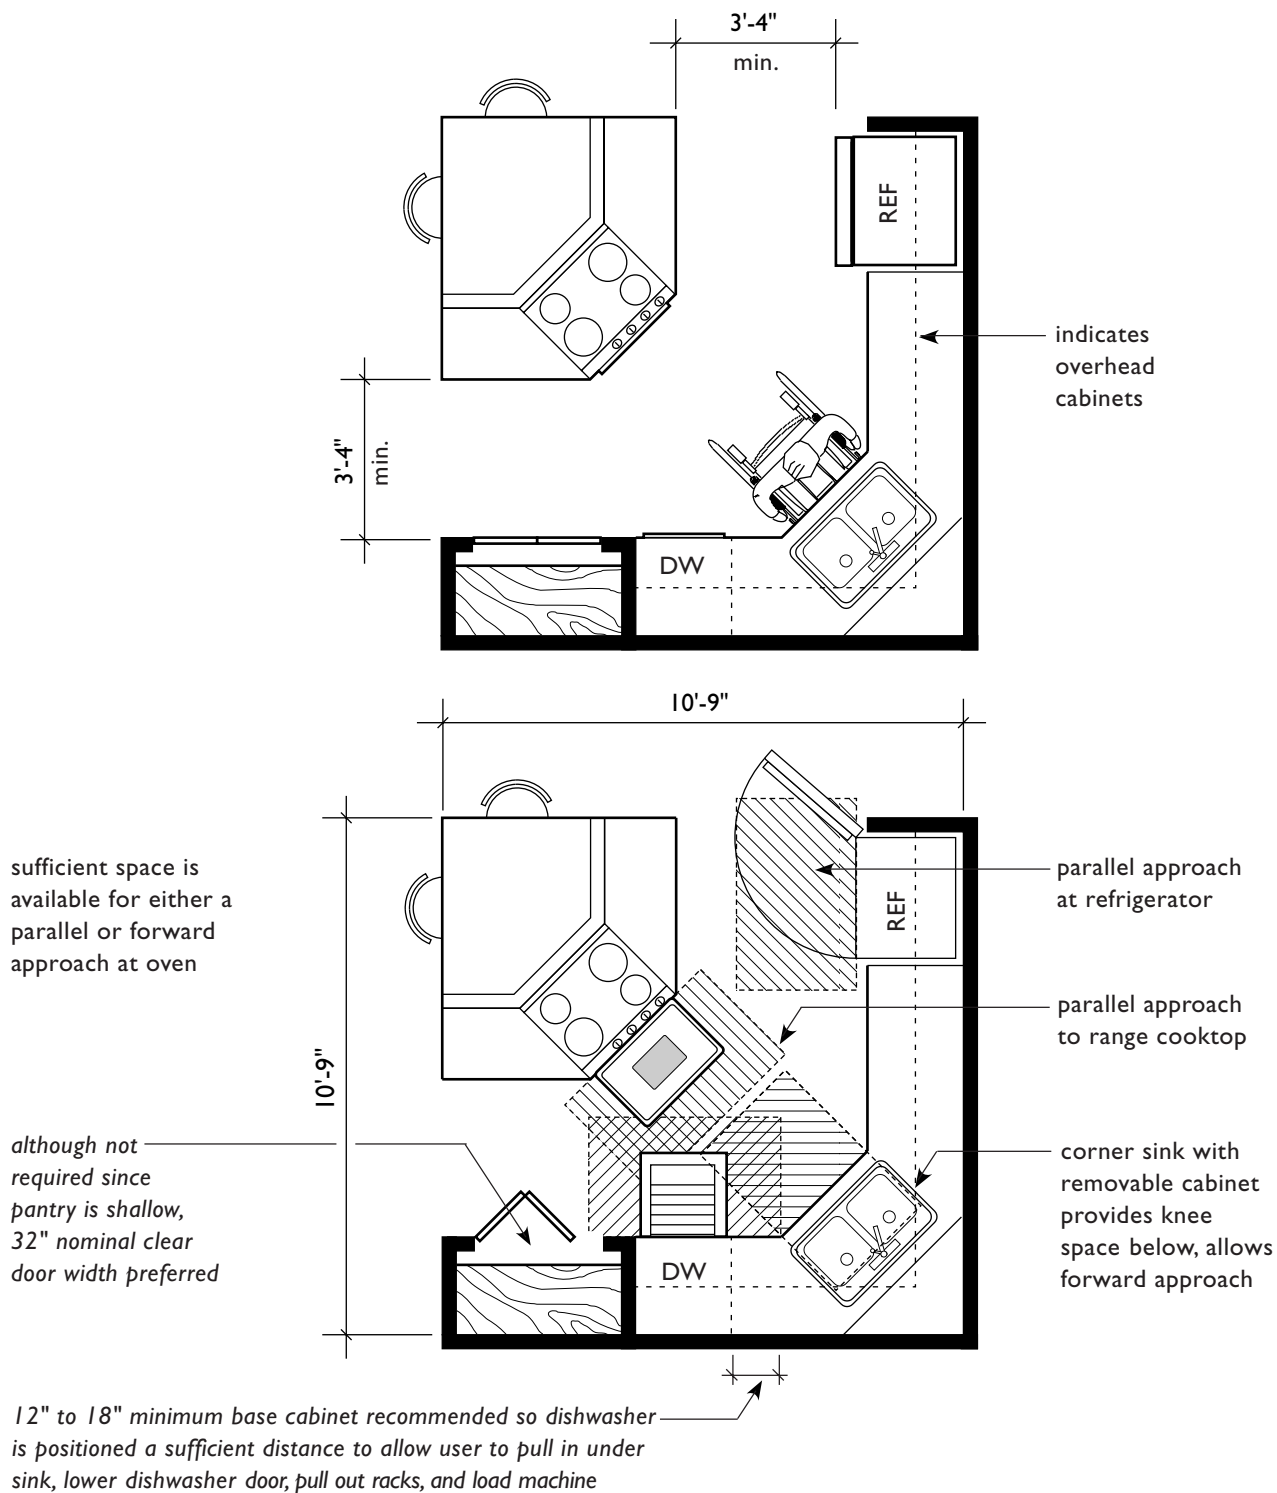 3'-4"
min.
REF
indicates
overhead
cabinets
3'-4"
min.
DW
10'-9"
sufficient space is
available for either a
parallel or forward
approach at oven
parallel approach
at refrigerator
REF
parallel approach
to range cooktop
10'-9"
although not
required since
pantry is shallow,
32" nominal clear
door width preferred
corner sink with
removable cabinet
provides knee
space below, allows
forward approach
DW
12" to 18" minimum base cabinet recommended so dishwasher
is positioned a sufficient distance to allow user to pull in under
sink, lower dishwasher door, pull out racks, and load machine